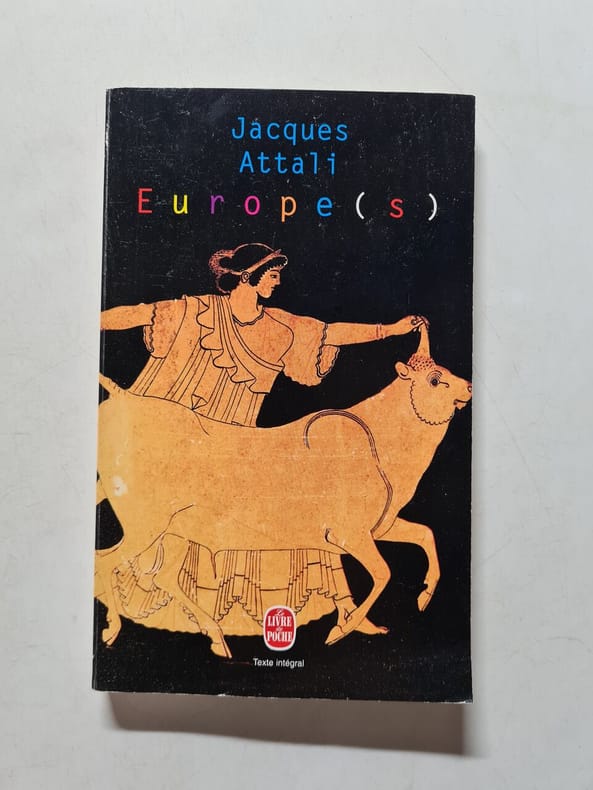 Jacques
Attali
Europe(s)
Le
LIVRE
de
POCHE
Texte intégral